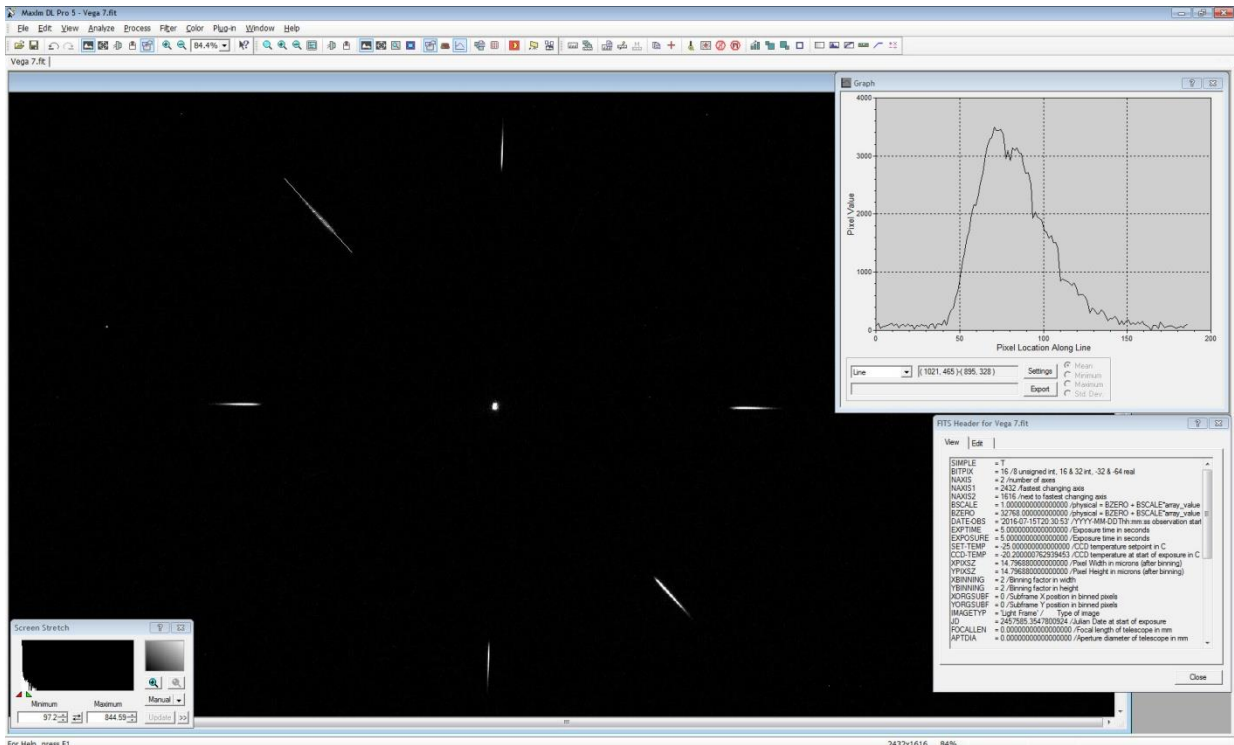 Maxim DL Pro 5 - Vega 7.fit
File Edit View Analyze Process Filter Color Plug-in Window Help
84.4%
Vega 7.fit
Graph
4000
3000
2000
1000
0
Pixel Value
0 50 100 150 200
Pixel Location Along Line
Line ( 1021, 465 )-( 895, 328 ) Settings
Export
Mean
Minimum
Maximum
Std. Dev.
FITS Header for Vega 7.fit
View Edit
SIMPLE = T
BITPIX = 16 /8 unsigned int, 16 & 32 int, -32 & -64 real
NAXIS = 2 /number of axes
NAXIS1 = 2432 /fastest changing axis
NAXIS2 = 1616 /next to fastest changing axis
BSCALE = 1.0000000000000000 /physical = BZERO + BSCALE*array_value
BZERO = 32768.000000000000 /physical = BZERO + BSCALE*array_value
DATE-OBS = '2016-07-15T20:30:53' /YYYY-MM-DDThh:mm:ss observation start
EXPTIME = 5.0000000000000000 /Exposure time in seconds
EXPOSURE = 5.0000000000000000 /Exposure time in seconds
SET-TEMP = -25.000000000000000 /CCD temperature setpoint in C
CCD-TEMP = -20.200000762939453 /CCD temperature at start of exposure in C
XPIXSZ = 14.796880000000000 /Pixel Width in microns (after binning)
YPIXSZ = 14.796880000000000 /Pixel Height in microns (after binning)
XBINNING = 2 /Binning factor in width
YBINNING = 2 /Binning factor in height
XORGSUBF = 0 /Subframe X position in binned pixels
YORGSUBF = 0 /Subframe Y position in binned pixels
IMAGETYP = 'Light Frame' / Type of image
JD = 2457585.3547800924 /Julian Date at start of exposure
FOCALLEN = 0.0000000000000000 /Focal length of telescope in mm
APTDIA = 0.0000000000000000 /Aperture diameter of telescope in mm
Close
Screen Stretch
Manual
Minimum Maximum
97.2 844.59 Update >>
For Help, press F1 2432x1616 84%